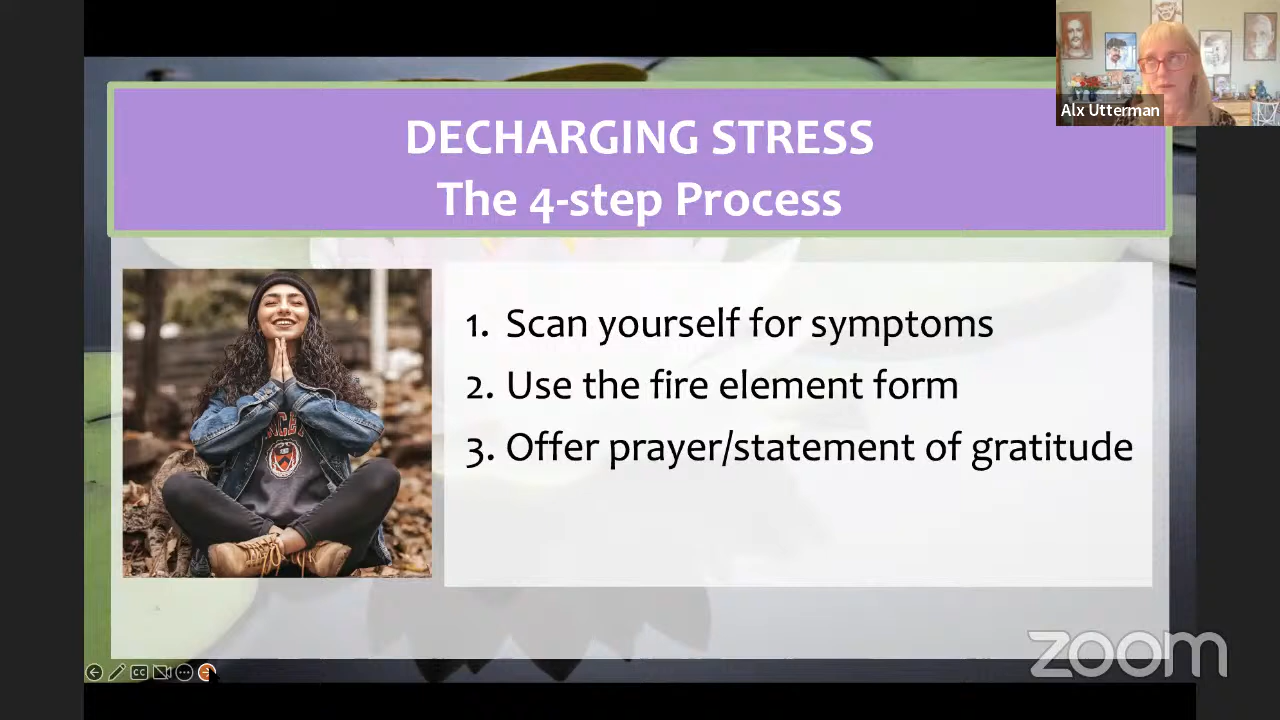 Alx Utterman
DECHARGING STRESS
The 4-step Process
1. Scan yourself for symptoms
2. Use the fire element form
3. Offer prayer/statement of gratitude
CC
zoom